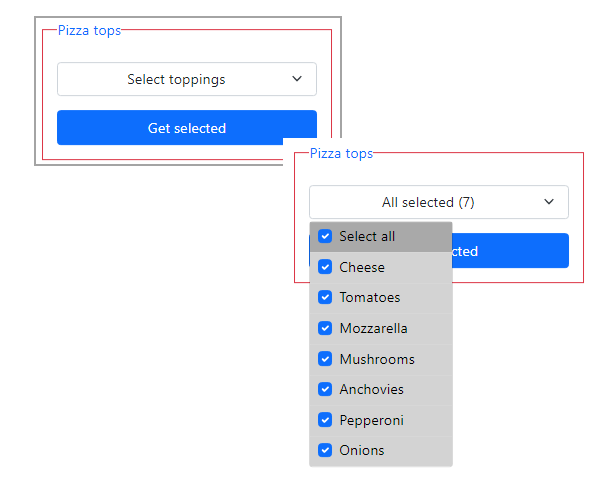 Pizza tops
Select toppings
Get selected
Pizza tops
All selected (7)
Select all
cted
Cheese
Tomatoes
Mozzarella
Mushrooms
Anchovies
Pepperoni
Onions